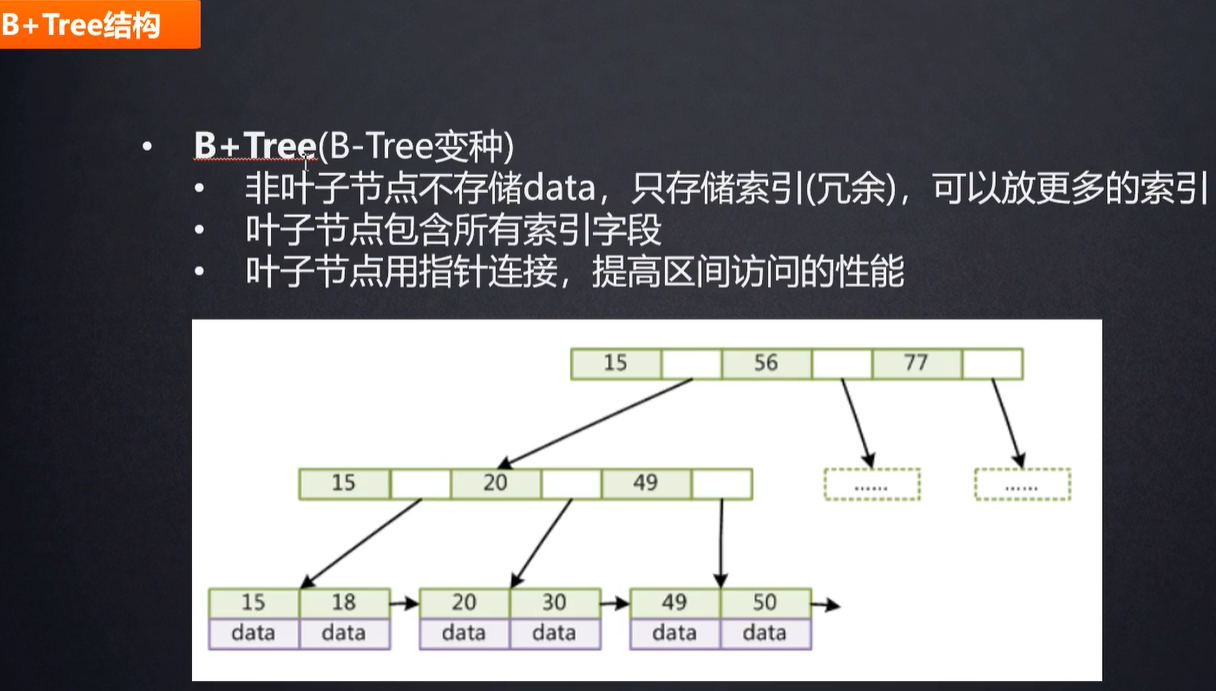 B+Tree结构
B+Tree(B-Tree变种)
非叶子节点不存储data，只存储索引(冗余)，可以放更多的索引
叶子节点包含所有索引字段
叶子节点用指针连接，提高区间访问的性能
15 56 77
15 20 49 ...... ......
15 18 20 30 49 50
data data data data data data